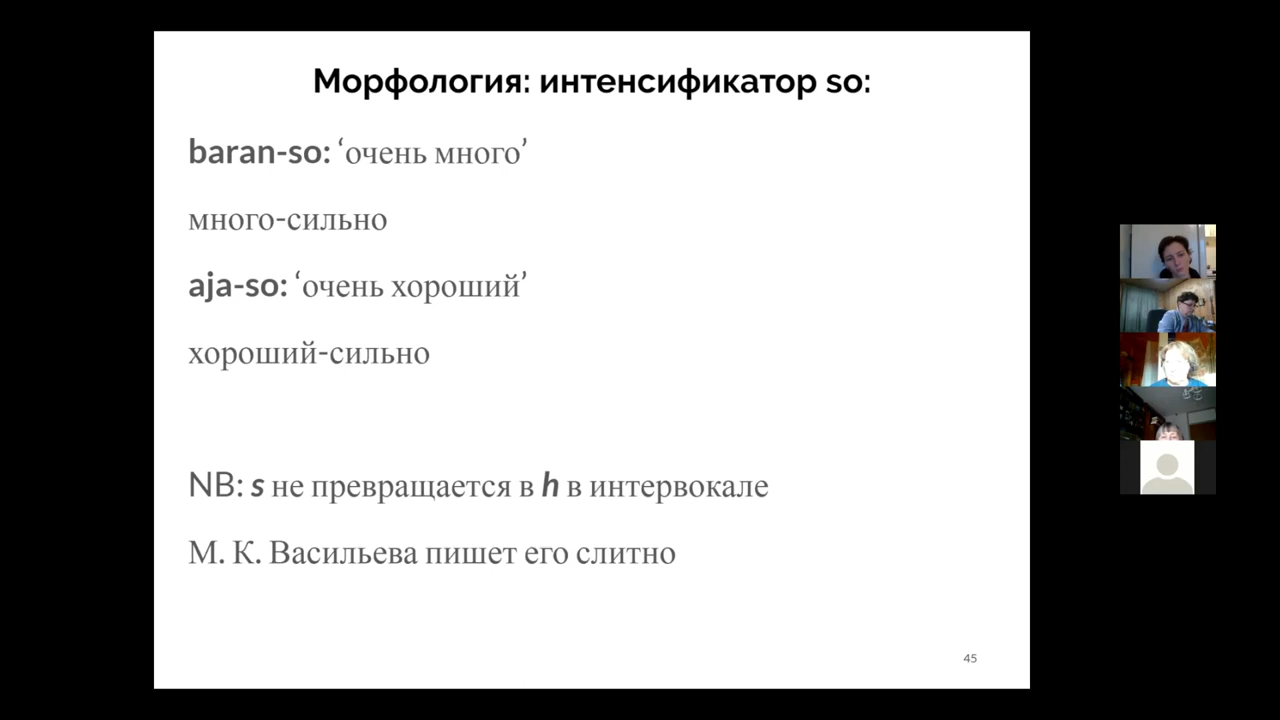 Морфология: интенсификатор so:
baran-so: ‘очень много’
много-сильно
aja-so: ‘очень хороший’
хороший-сильно
NB: s не превращается в h в интервокале
М. К. Васильева пишет его слитно
45